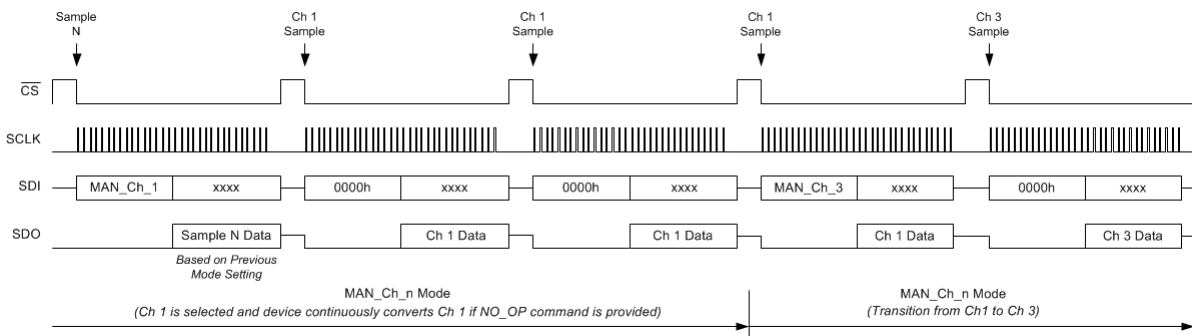 Sample
N
Ch 1
Sample
Ch 1
Sample
Ch 1
Sample
Ch 3
Sample
CS
SCLK
SDI
MAN_Ch_1
xxxx
0000h
xxxx
0000h
xxxx
MAN_Ch_3
xxxx
0000h
xxxx
SDO
Sample N Data
Ch 1 Data
Ch 1 Data
Ch 1 Data
Ch 3 Data
Based on Previous
Mode Setting
MAN_Ch_n Mode
(Ch 1 is selected and device continuously converts Ch 1 if NO_OP command is provided)
MAN_Ch_n Mode
(Transition from Ch1 to Ch 3)